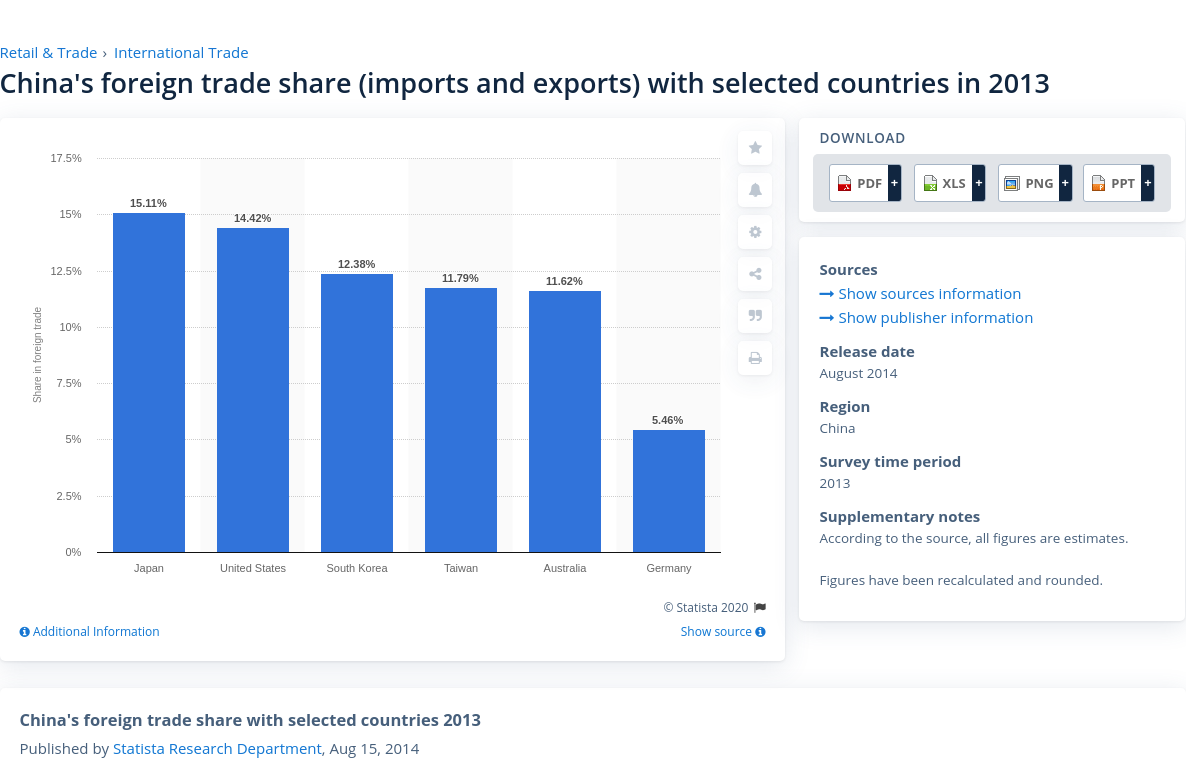 Retail & Trade › International Trade
China's foreign trade share (imports and exports) with selected countries in 2013
17.5%
15%
12.5%
10%
7.5%
5%
2.5%
0%
Share in foreign trade
15.11%
14.42%
12.38%
11.79%
11.62%
5.46%
Japan United States South Korea Taiwan Australia Germany
© Statista 2020
Additional Information
Show source
DOWNLOAD
PDF + XLS + PNG + PPT +
Sources
Show sources information
Show publisher information
Release date
August 2014
Region
China
Survey time period
2013
Supplementary notes
According to the source, all figures are estimates.
Figures have been recalculated and rounded.
China's foreign trade share with selected countries 2013
Published by Statista Research Department, Aug 15, 2014